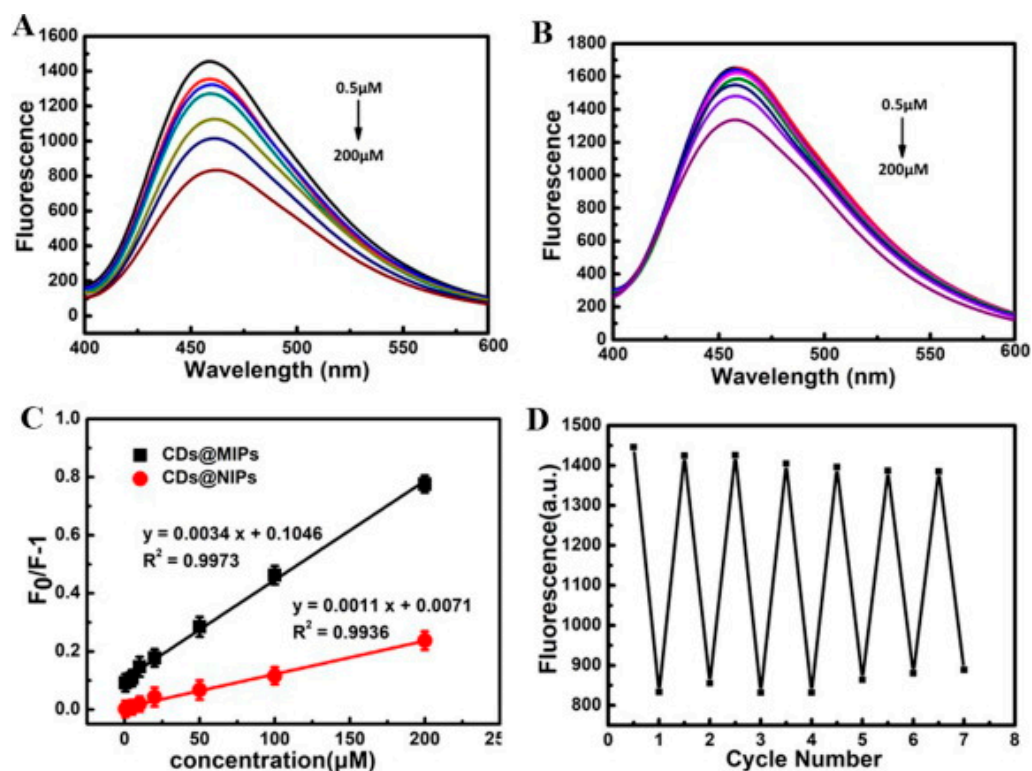 A
1600
1400
1200
1000
800
600
400
200
0
Fluorescence
0.5μM
200μM
400 450 500 550 600
Wavelength (nm)
B
1800
1600
1400
1200
1000
800
600
400
200
0
Fluorescence
0.5μM
200μM
400 450 500 550 600
Wavelength (nm)
C
1.0
0.8
0.6
0.4
0.2
0.0
F0/F-1
CDs@MIPs
CDs@NIPs
y = 0.0034 x + 0.1046
R² = 0.9973
y = 0.0011 x + 0.0071
R² = 0.9936
0 50 100 150 200 25
concentration(μM)
D
1500
1400
1300
1200
1100
1000
900
800
Fluorescence(a.u.)
1 2 3 4 5 6 7 8
Cycle Number